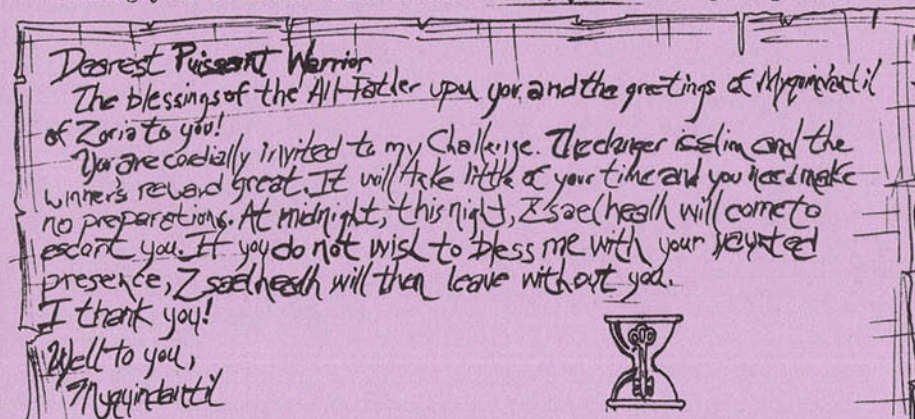 Dearest Puissant Warrior
The blessings of the All-Father upon you and the greetings of
of Zoria to you!
You are cordially invited to my Challenge. The danger is slim and the
winner's reward great. It will take little of your time and you need make
no preparations. At midnight, this night, Zsaelhealh will come to
escort you. If you do not wish to bless me with your vaunted
presence, Zsaelhealh will then leave without you.
I thank you!
Well to you,